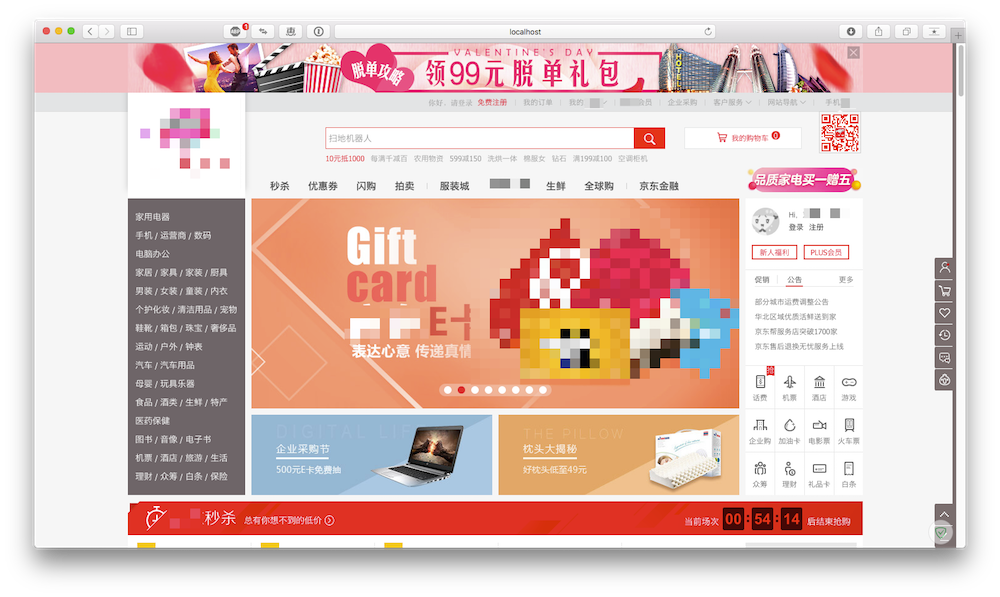 localhost
ABP
1
VALENTINE'S DAY
脱单攻略
领99元脱单礼包
HOTEL
你好，请登录 免费注册 我的订单 企业采购 客户服务 网站导航 手机
扫地机器人
我的购物车 0
10元抵1000 每满千减百 农用物资 599减150 洗烘一体 桃服女 钻石 满199减100 空调柜机
秒杀 优惠券 闪购 拍卖 服装城 生鲜 全球购 京东金融
品质家电买一赠五
家用电器
手机 / 运营商 / 数码
电脑办公
家居 / 家具 / 家装 / 厨具
男装 / 女装 / 童装 / 内衣
个护化妆 / 清洁用品 / 宠物
鞋靴 / 箱包 / 珠宝 / 奢侈品
运动 / 户外 / 钟表
汽车 / 汽车用品
母婴 / 玩具乐器
食品 / 酒类 / 生鲜 / 特产
医药保健
图书 / 音像 / 电子书
机票 / 酒店 / 旅游 / 生活
理财 / 众筹 / 白条 / 保险
Gift
card
表达心意 传递真情
DIGITAL LIFE
企业采购节
500元E卡免费抽
THE PILLOW
枕头大揭秘
好枕头低至49元
Hi,
登录 注册
新人福利 PLUS会员
促销 公告 更多
部分城市运费调整公告
华北区域优质活鲜送到家
京东帮服务店突破1700家
京东售后退换无忧服务上线
话费 机票 酒店 游戏
企业购 加油卡 电影票 火车票
众筹 理财 礼品卡 白条
秒杀 总有你想不到的低价
当前场次 00:54:14 后结束抢购